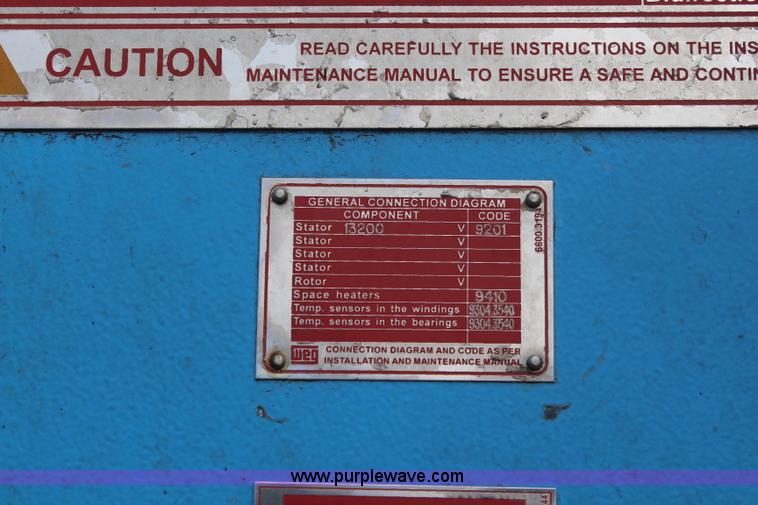 CAUTION
READ CAREFULLY THE INSTRUCTIONS ON THE INS
MAINTENANCE MANUAL TO ENSURE A SAFE AND CONTIN
GENERAL CONNECTION DIAGRAM
COMPONENT CODE
Stator 13200 V 9201
Stator V
Stator V
Stator V
Rotor V
Space heaters 9410
Temp. sensors in the windings 9304.3540
Temp. sensors in the bearings 9304.3540
WEG CONNECTION DIAGRAM AND CODE AS PER
INSTALLATION AND MAINTENANCE MANUAL
www.purplewave.com